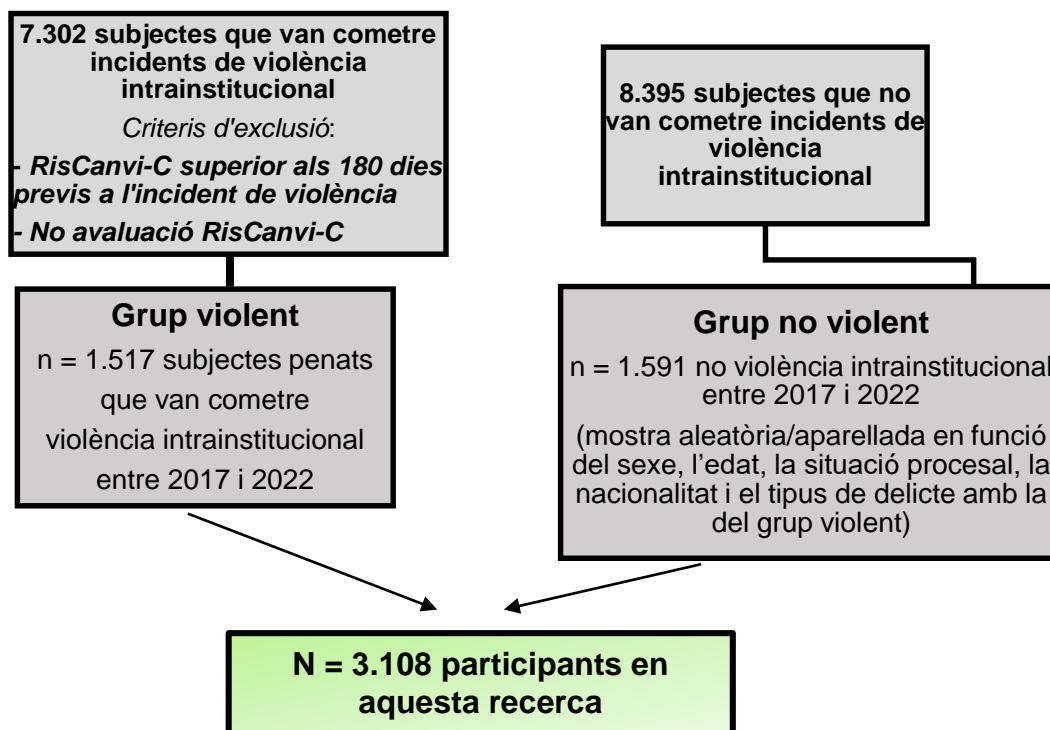 7.302 subjectes que van cometre
incidents de violència
intrainstitucional
Criteris d'exclusió:
- RisCanvi-C superior als 180 dies
previs a l'incident de violència
- No avaluació RisCanvi-C
8.395 subjectes que no
van cometre incidents de
violència
intrainstitucional
Grup violent
n = 1.517 subjectes penats
que van cometre
violència intrainstitucional
entre 2017 i 2022
Grup no violent
n = 1.591 no violència intrainstitucional
entre 2017 i 2022
(mostra aleatòria/aparellada en funció
del sexe, l’edat, la situació procesal, la
nacionalitat i el tipus de delicte amb la
del grup violent)
N = 3.108 participants en
aquesta recerca